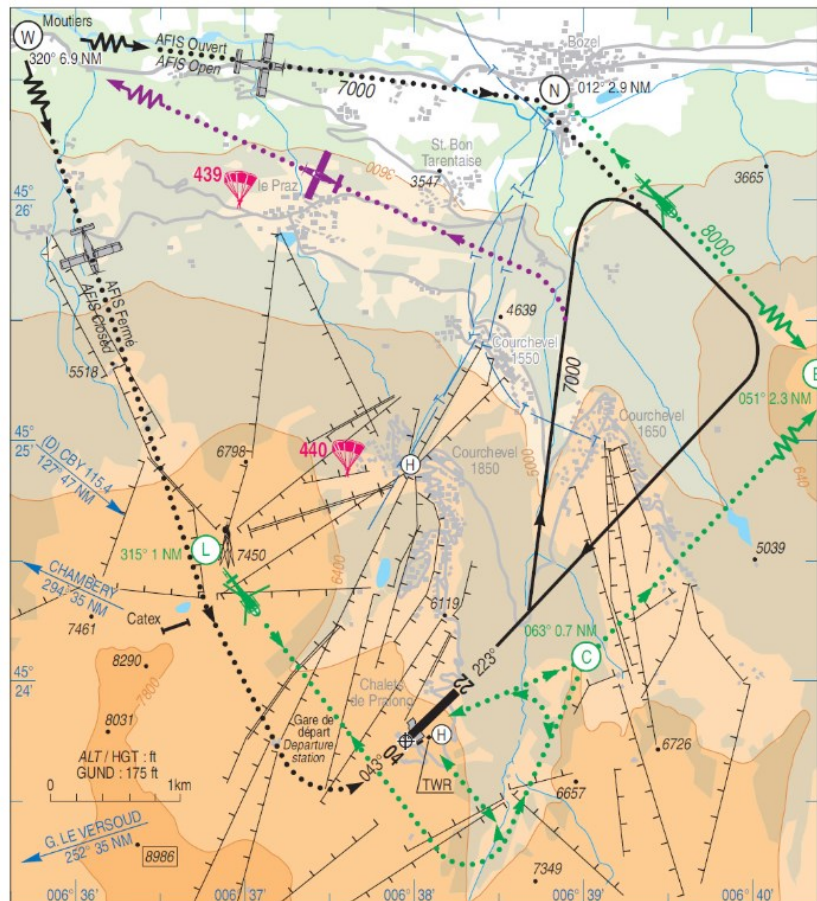 Moutiers
W
320° 6.9 NM
AFIS Ouvert
AFIS Open
7000
Bozel
N
012° 2.9 NM
St. Bon
Tarentaise
3547
3600
439
le Praz
3665
8000
45°
26'
AFIS Fermé
AFIS Closed
4639
Courchevel
1550
7000
E
051° 2.3 NM
5518
Courchevel
1650
6000
640
45°
25'
6798
440
H
Courchevel
1850
(D) CBY 115.4
127° 47 NM
L
315° 1 NM
7450
6400
5039
CHAMBERY
294° 35 NM
7461
Catex
6119
063° 0.7 NM
C
223°
22
45°
24'
8290
7800
Chalets
de Praiong
8031
Gare de
départ
Departure
station
043°
04
H
TWR
6726
6657
ALT / HGT : ft
GUND : 175 ft
0
1km
G. LE VERSOUD
252° 35 NM
8986
7349
006° 36'
006° 37'
006° 38'
006° 39'
006° 40'